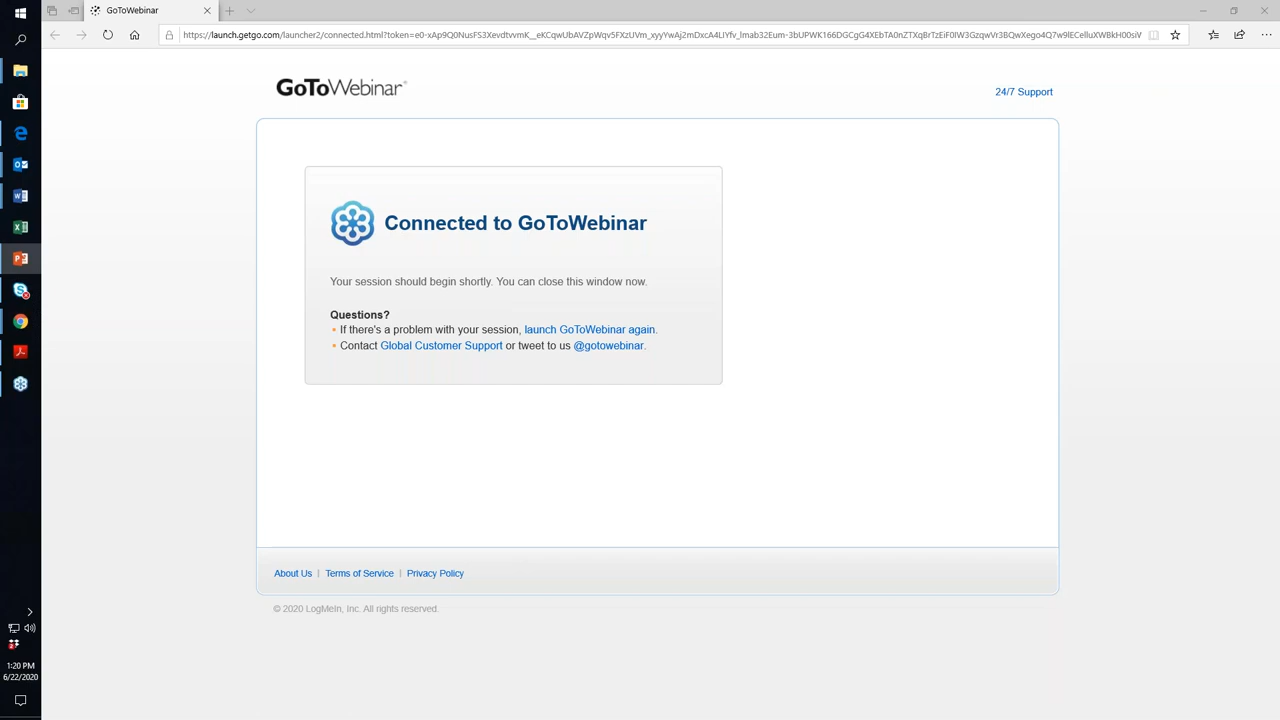 GoToWebinar
https://launch.getgo.com/launcher2/connected.html?token=
GoToWebinar
24/7 Support
Connected to GoToWebinar
Your session should begin shortly. You can close this window now.
Questions?
• If there's a problem with your session, launch GoToWebinar again.
• Contact Global Customer Support or tweet to us @gotowebinar.
About Us | Terms of Service | Privacy Policy
© 2020 LogMeIn, Inc. All rights reserved.
1:20 PM
6/22/2020